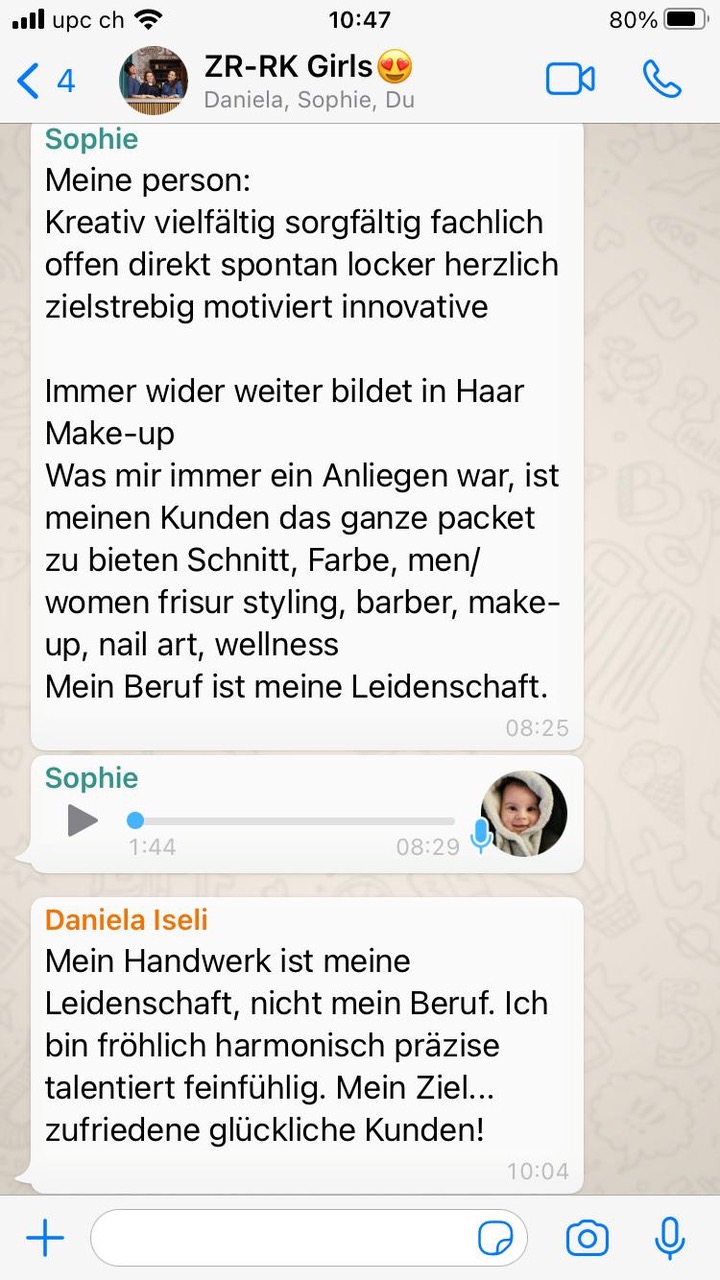 upc ch 10:47 80%
4 ZR-RK Girls😍
Daniela, Sophie, Du
Sophie
Meine person:
Kreativ vielfältig sorgfältig fachlich
offen direkt spontan locker herzlich
zielstrebig motiviert innovative
Immer wider weiter bildet in Haar
Make-up
Was mir immer ein Anliegen war, ist
meinen Kunden das ganze packet
zu bieten Schnitt, Farbe, men/
women frisur styling, barber, make-
up, nail art, wellness
Mein Beruf ist meine Leidenschaft.
08:25
Sophie
1:44 08:29
Daniela Iseli
Mein Handwerk ist meine
Leidenschaft, nicht mein Beruf. Ich
bin fröhlich harmonisch präzise
talentiert feinfühlig. Mein Ziel...
zufriedene glückliche Kunden!
10:04